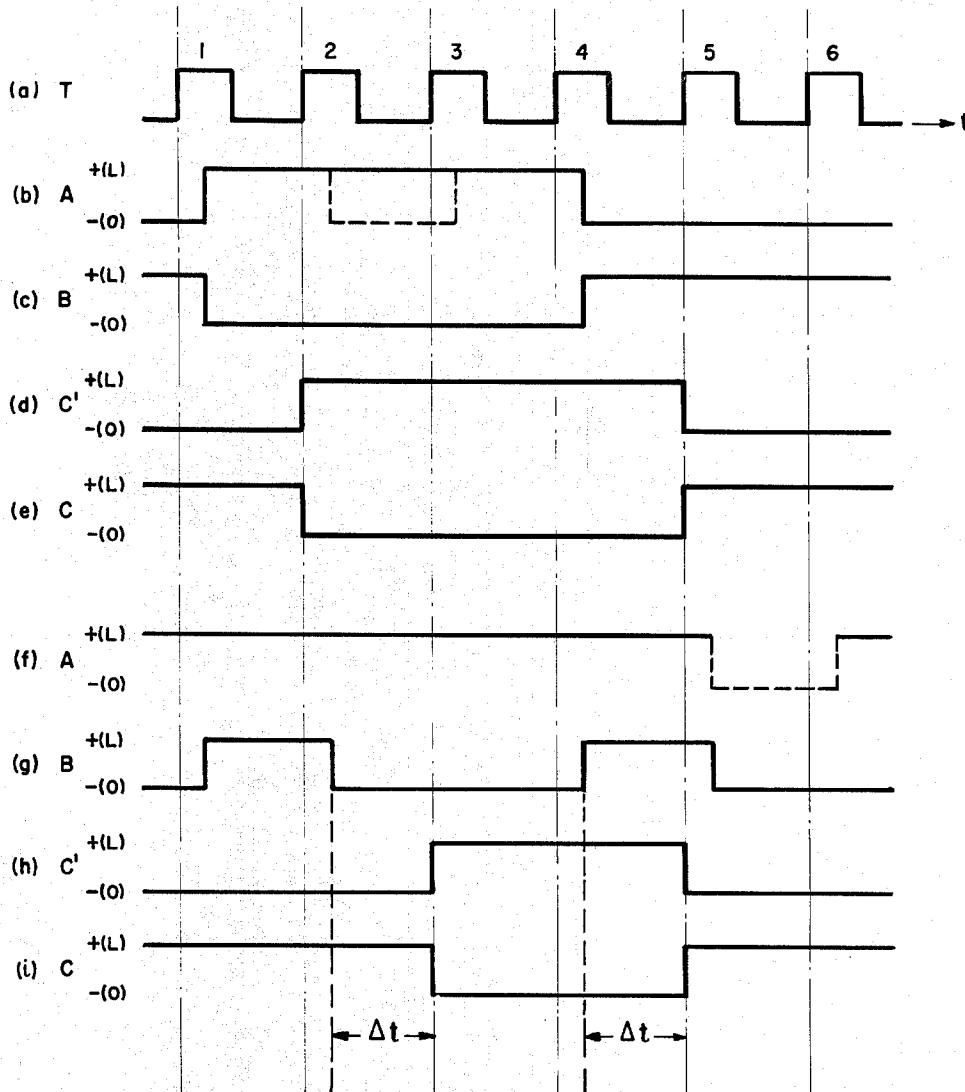 1 2 3 4 5 6
(a) T
t
+(L)
(b) A
-(0)
+(L)
(c) B
-(0)
+(L)
(d) C'
-(0)
+(L)
(e) C
-(0)
+(L)
(f) A
-(0)
+(L)
(g) B
-(0)
+(L)
(h) C'
-(0)
+(L)
(i) C
-(0)
Δt Δt